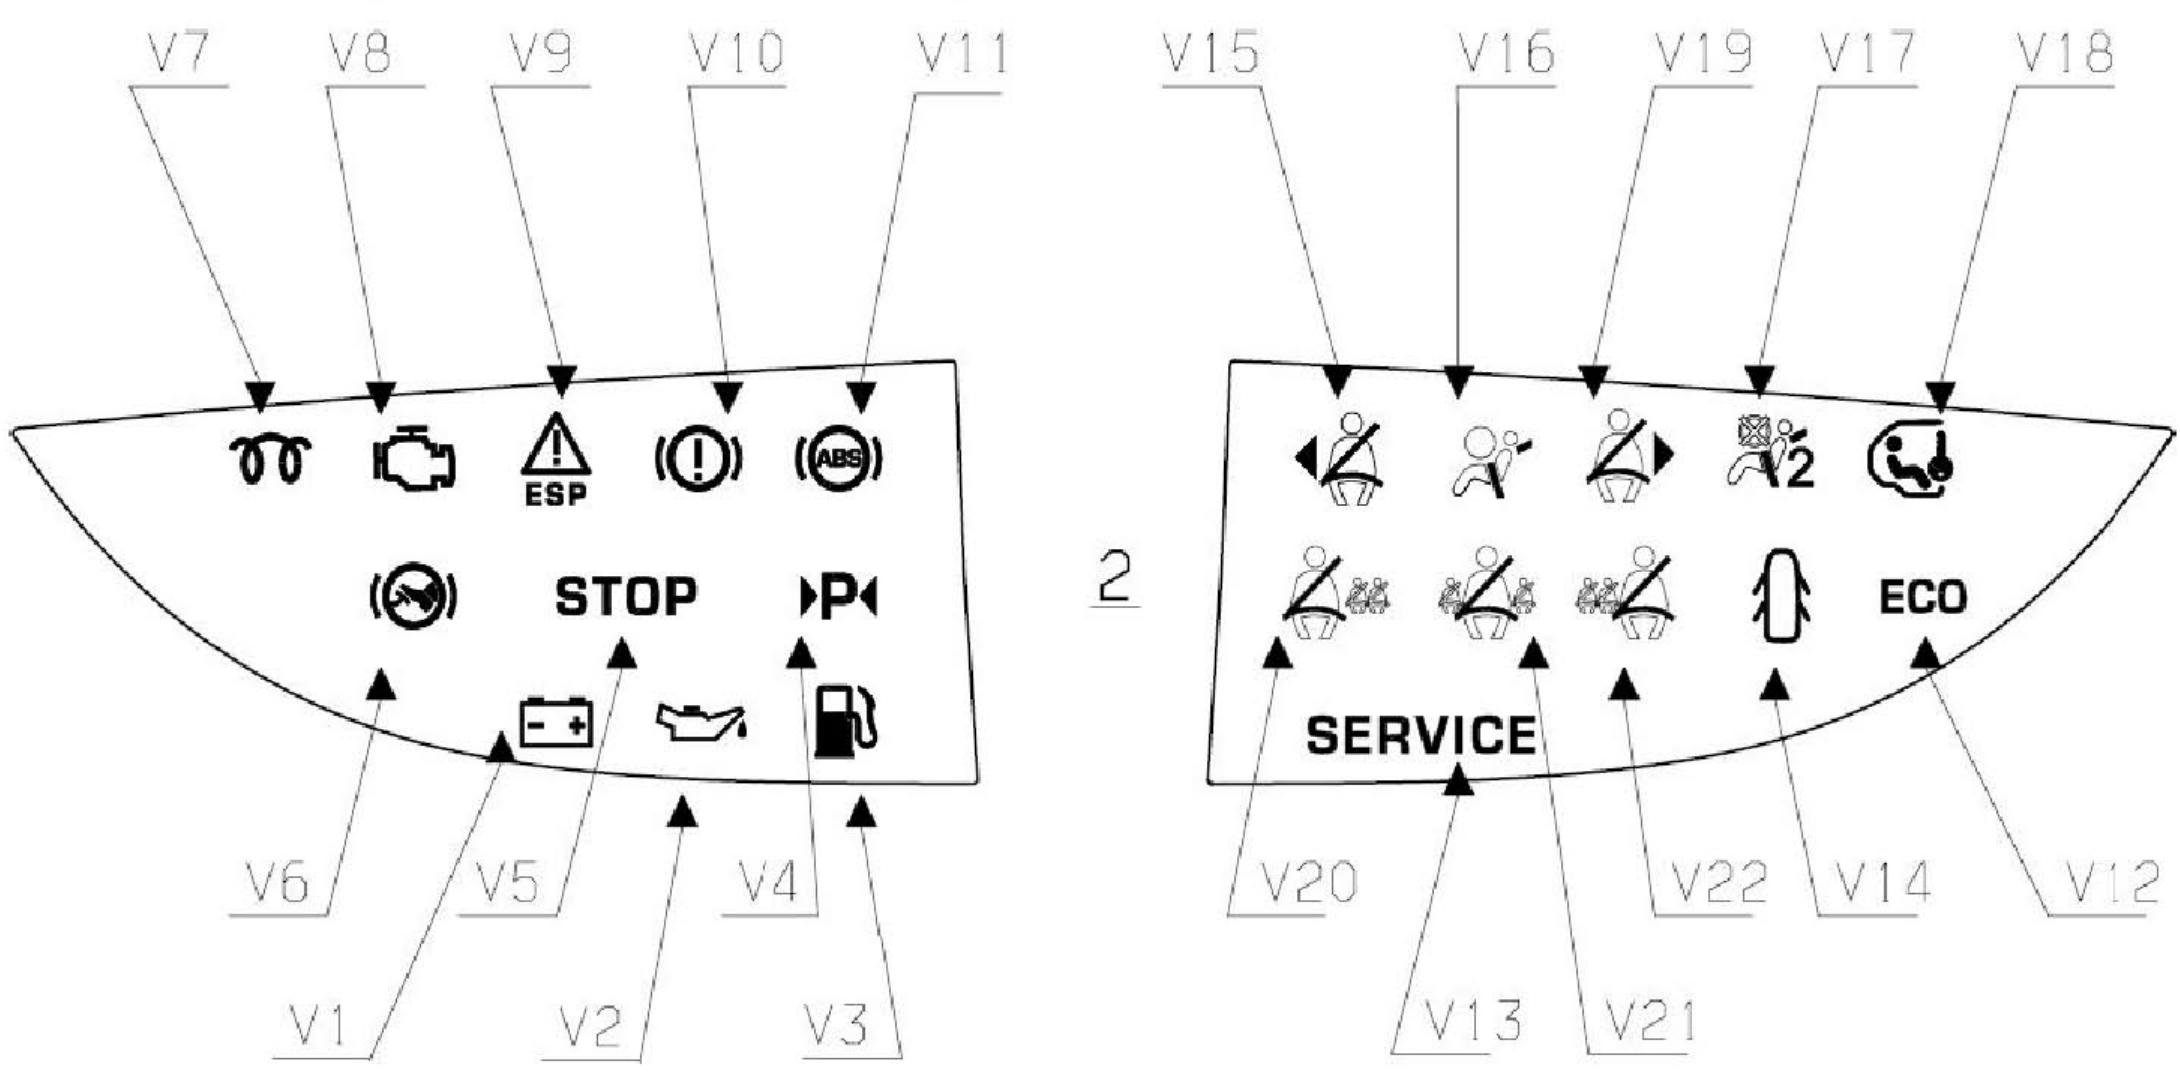 V7 V8 V9 V10 V11 V15 V16 V19 V17 V18
ABS 2
ESP
STOP P 2 ECO
- +
SERVICE
V6 V5 V4 V20 V22 V14 V12
V1 V2 V3 V13 V21